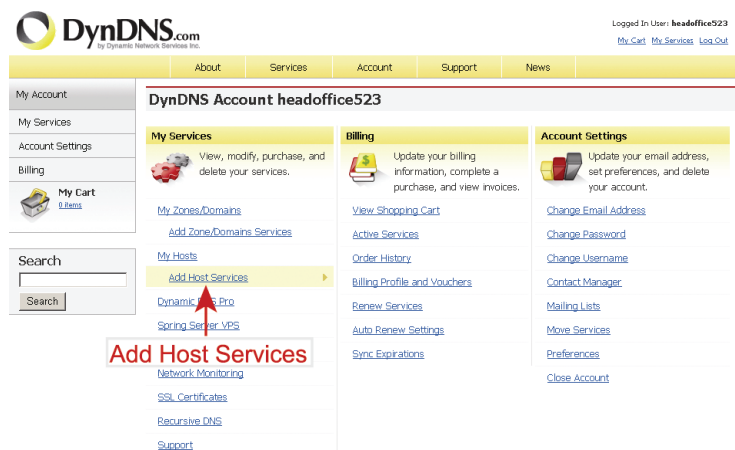 DynDNS.com
by Dynamic Network Services Inc.
Logged In User: headoffice523
My Cart My Services Log Out
About Services Account Support News
My Account
My Services
Account Settings
Billing
My Cart
0 items
Search
Search
DynDNS Account headoffice523
My Services
View, modify, purchase, and
delete your services.
My Zones/Domains
Add Zone/Domains Services
My Hosts
Add Host Services
Dynamic DNS Pro
Spring Server VPS
Add Host Services
Network Monitoring
SSL Certificates
Recursive DNS
Support
Billing
Update your billing
information, complete a
purchase, and view invoices.
View Shopping Cart
Active Services
Order History
Billing Profile and Vouchers
Renew Services
Auto Renew Settings
Sync Expirations
Account Settings
Update your email address,
set preferences, and delete
your account.
Change Email Address
Change Password
Change Username
Contact Manager
Mailing Lists
Move Services
Preferences
Close Account